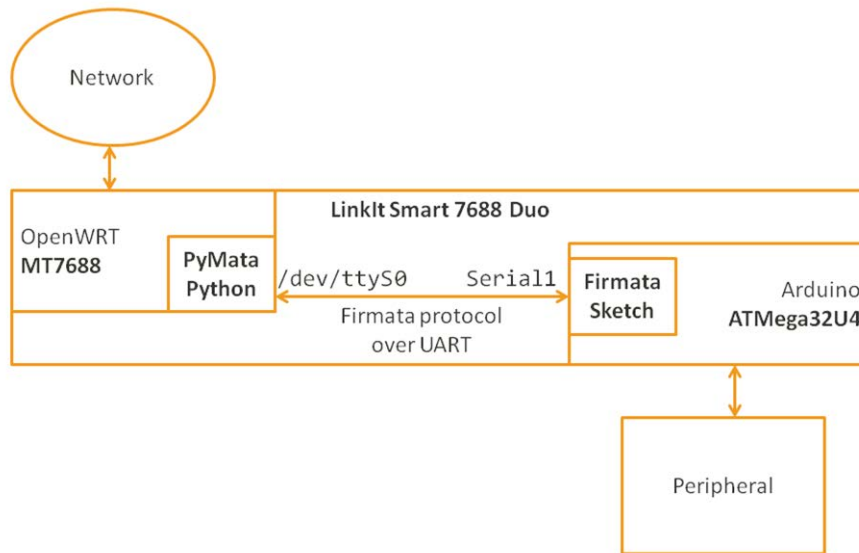 Network
LinkIt Smart 7688 Duo
OpenWRT
MT7688
PyMata
Python
/dev/ttyS0
Serial1
Firmata protocol
over UART
Firmata
Sketch
Arduino
ATMega32U4
Peripheral